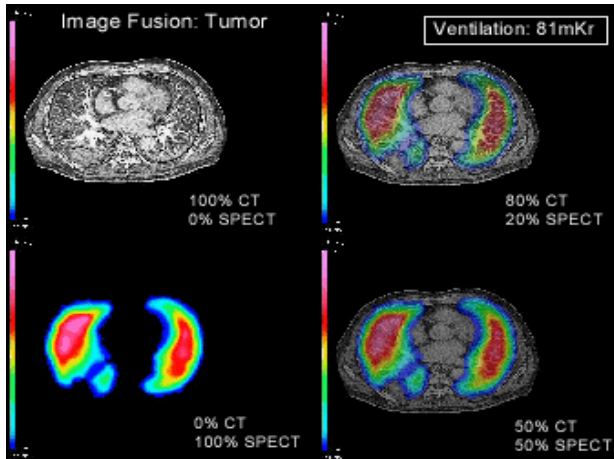 Image Fusion: Tumor
Ventilation: 81mKr
100% CT
0% SPECT
80% CT
20% SPECT
0% CT
100% SPECT
50% CT
50% SPECT